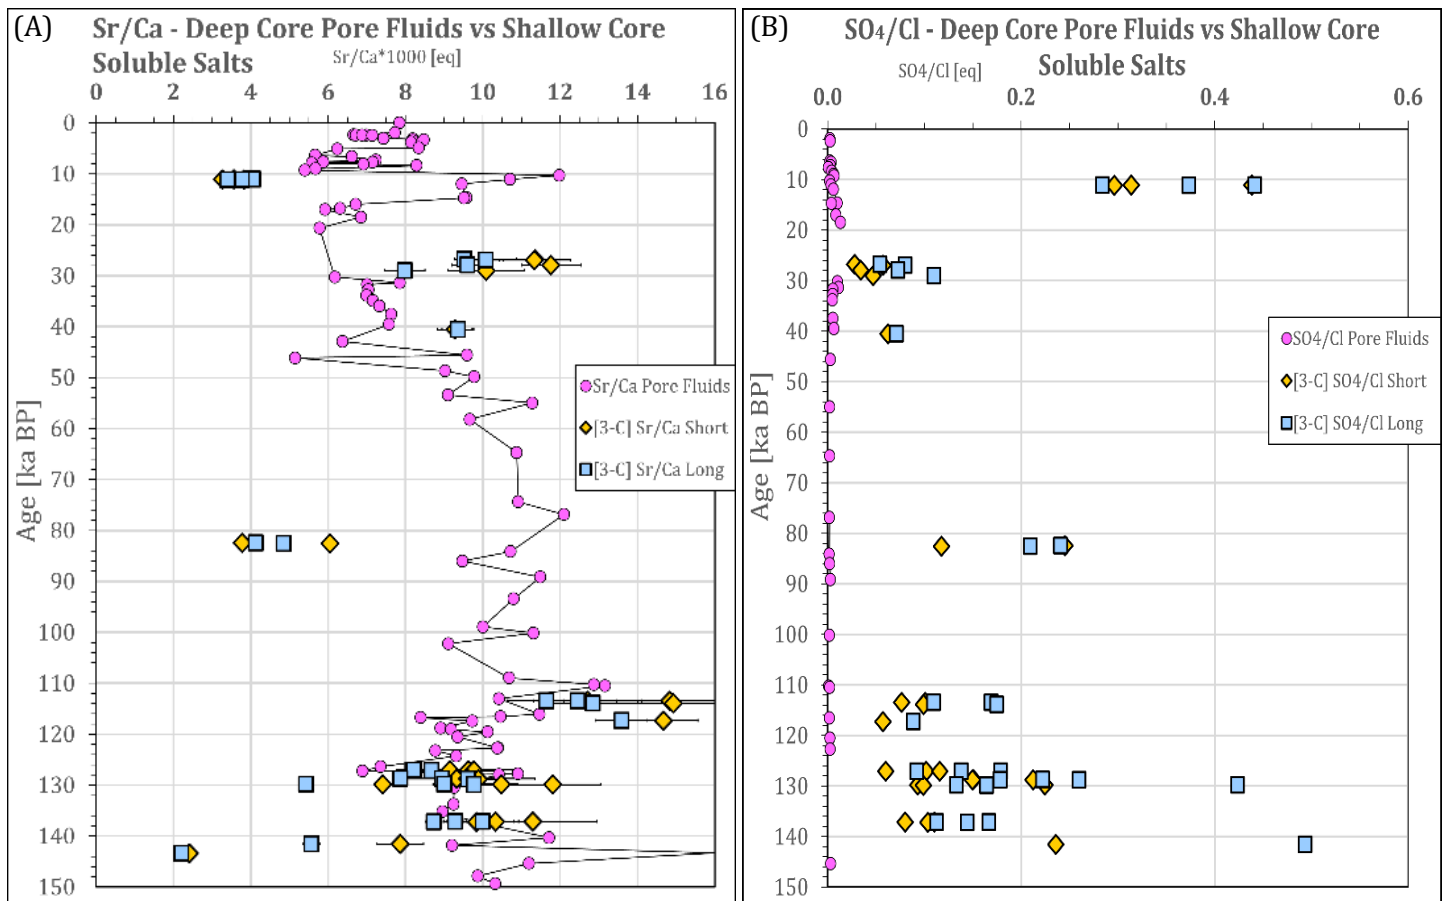 (A)
Sr/Ca - Deep Core Pore Fluids vs Shallow Core
Soluble Salts
Sr/Ca*1000 [eq]
0 2 4 6 8 10 12 14 16
0
10
20
30
40
50
60
70
80
90
100
110
120
130
140
150
Age [ka BP]
Sr/Ca Pore Fluids
[3-C] Sr/Ca Short
[3-C] Sr/Ca Long
(B)
SO4/Cl - Deep Core Pore Fluids vs Shallow Core
SO4/Cl [eq]
Soluble Salts
0.0 0.2 0.4 0.6
0
10
20
30
40
50
60
70
80
90
100
110
120
130
140
150
Age [ka BP]
SO4/Cl Pore Fluids
[3-C] SO4/Cl Short
[3-C] SO4/Cl Long